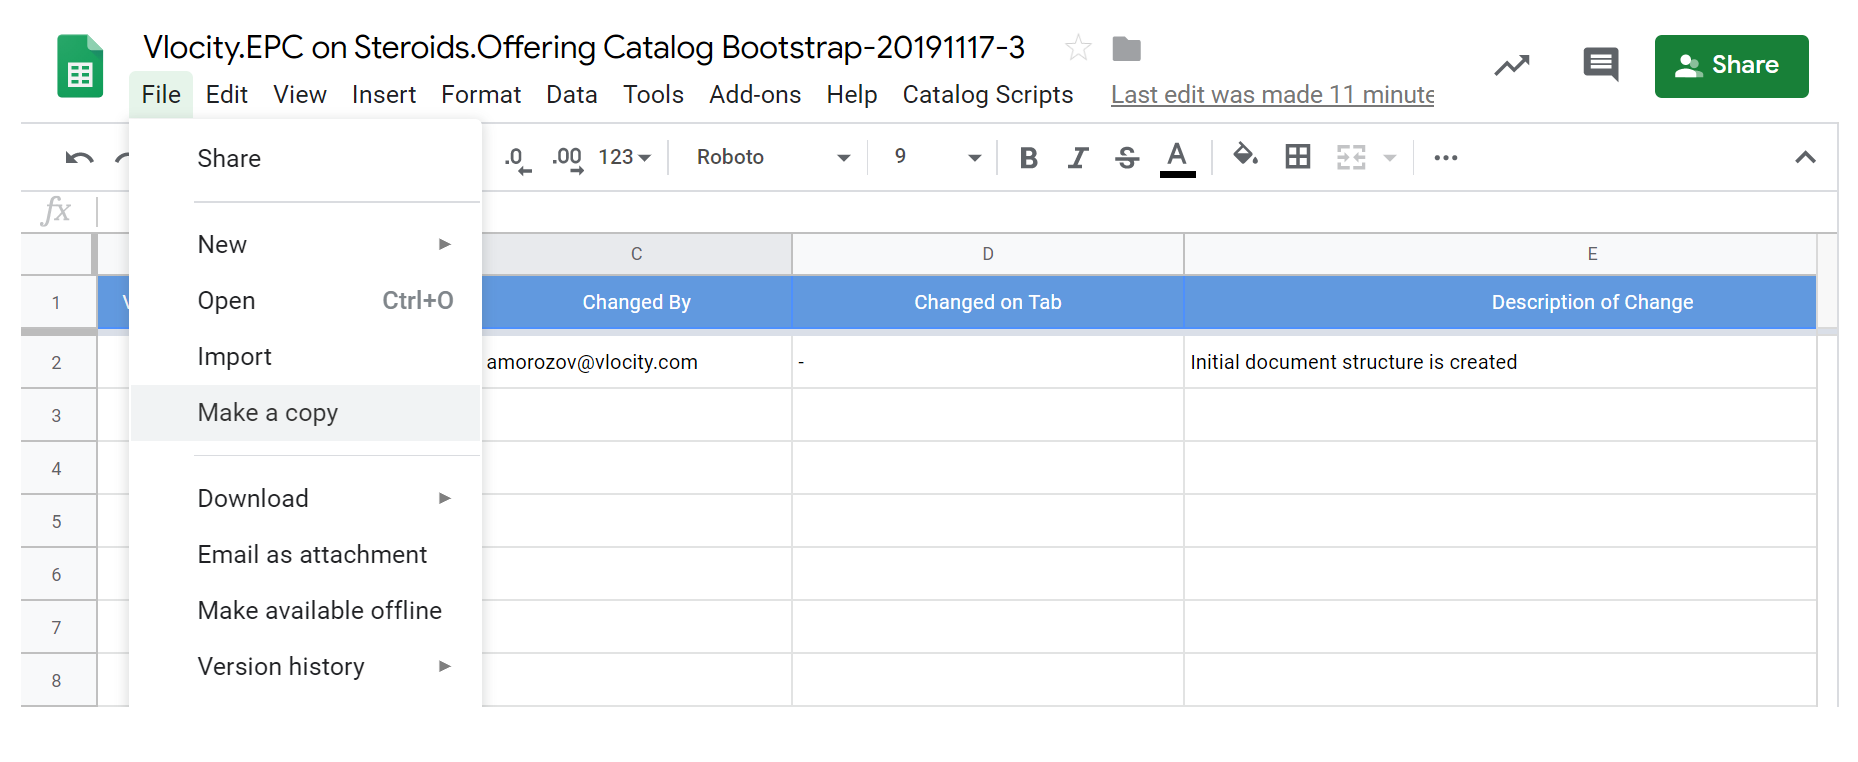 Vlocity.EPC on Steroids.Offering Catalog Bootstrap-20191117-3
File Edit View Insert Format Data Tools Add-ons Help Catalog Scripts Last edit was made 11 minute
Share
.0 .00 123 Roboto 9 B I S A
fx
C D E
1 Changed By Changed on Tab Description of Change
2 amorozov@vlocity.com - Initial document structure is created
3
4
5
6
7
8
Share
New
Open Ctrl+O
Import
Make a copy
Download
Email as attachment
Make available offline
Version history